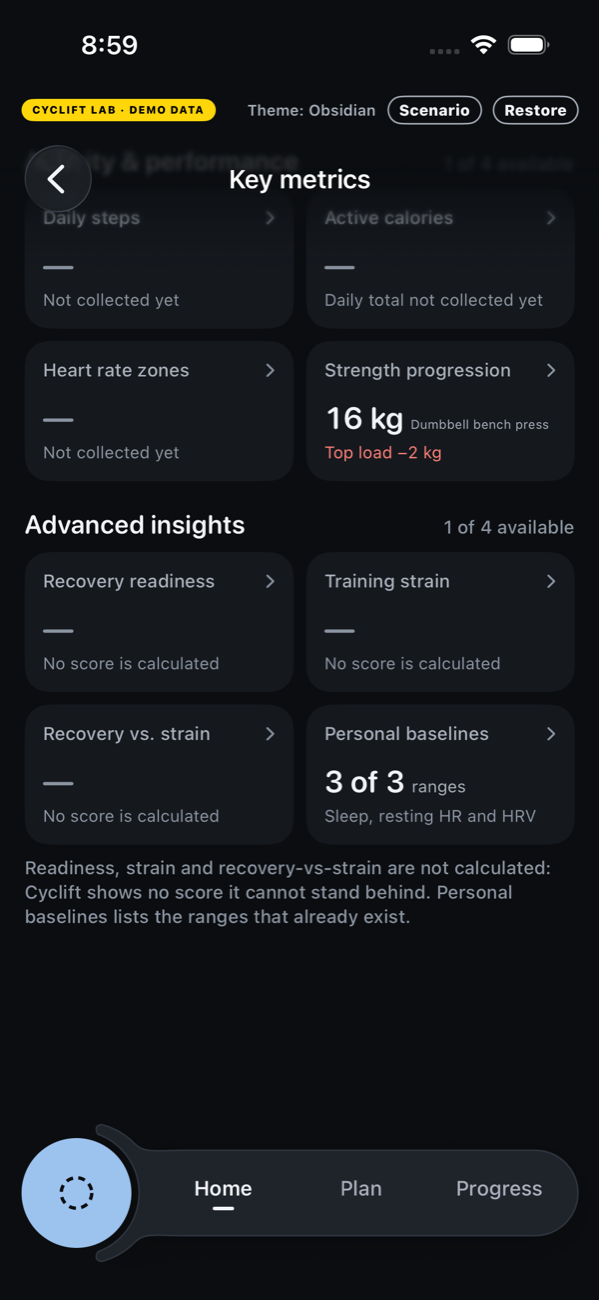 8:59
CYCLIFT LAB · DEMO DATA
Theme: Obsidian
Scenario
Restore
& performance
1 of 4 available
Key metrics
Daily steps
Active calories
—
—
Not collected yet
Daily total not collected yet
Heart rate zones
Strength progression
—
16 kg Dumbbell bench press
Not collected yet
Top load −2 kg
Advanced insights
1 of 4 available
Recovery readiness
Training strain
—
—
No score is calculated
No score is calculated
Recovery vs. strain
Personal baselines
—
3 of 3 ranges
No score is calculated
Sleep, resting HR and HRV
Readiness, strain and recovery-vs-strain are not calculated:
Cyclift shows no score it cannot stand behind. Personal
baselines lists the ranges that already exist.
Home
Plan
Progress